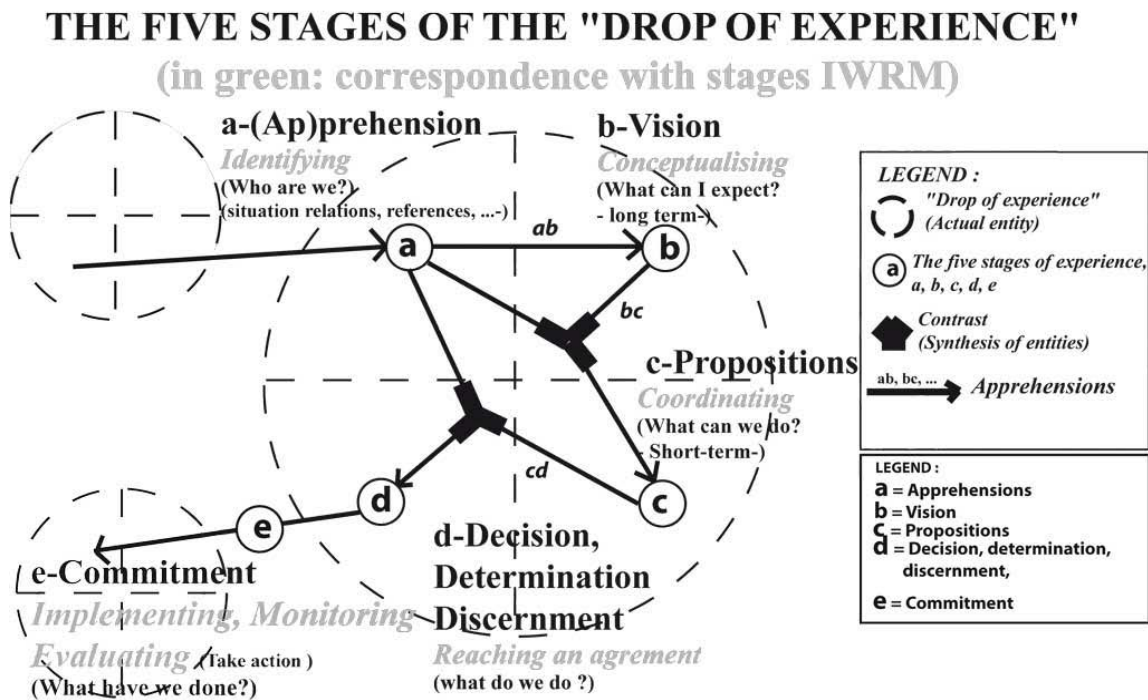 THE FIVE STAGES OF THE "DROP OF EXPERIENCE"
(in green: correspondence with stages IWRM)
a-(Ap)prehension
Identifying
(Who are we?)
(situation relations, references, ...-)
b-Vision
Conceptualising
(What can I expect?
- long term-)
a
ab
b
bc
c-Propositions
Coordinating
(What can we do?
- Short-term-)
cd
c
d
e
d-Decision,
Determination
Discernment
Reaching an agrement
(what do we do ?)
e-Commitment
Implementing, Monitoring
Evaluating (Take action )
(What have we done?)
LEGEND :
"Drop of experience"
(Actual entity)
a
The five stages of experience,
a, b, c, d, e
Contrast
(Synthesis of entities)
ab, bc, ...
Apprehensions
LEGEND :
a = Apprehensions
b = Vision
c = Propositions
d = Decision, determination,
discernment,
e = Commitment